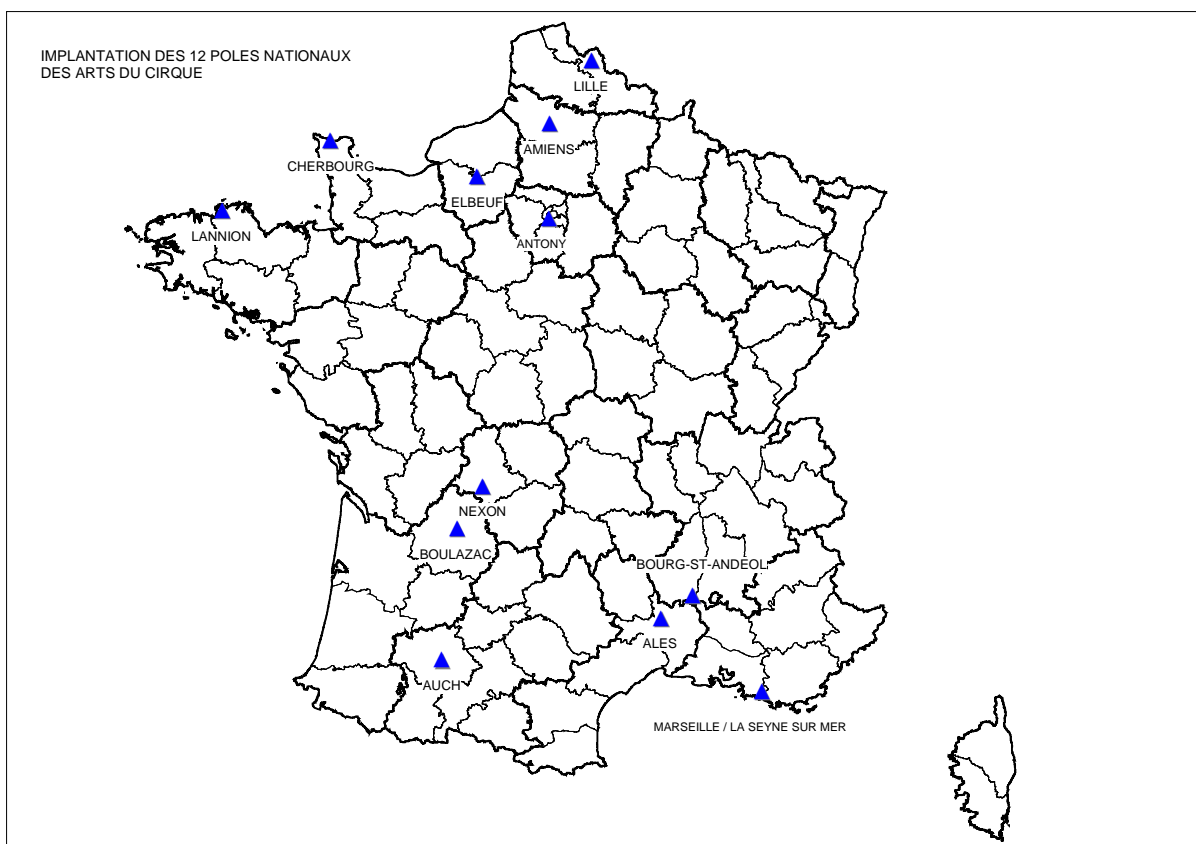 IMPLANTATION DES 12 POLES NATIONAUX
DES ARTS DU CIRQUE
LILLE
AMIENS
CHERBOURG
ELBEUF
LANNION
ANTONY
NEXON
BOULAZAC
BOURG-ST-ANDEOL
ALES
AUCH
MARSEILLE / LA SEYNE SUR MER